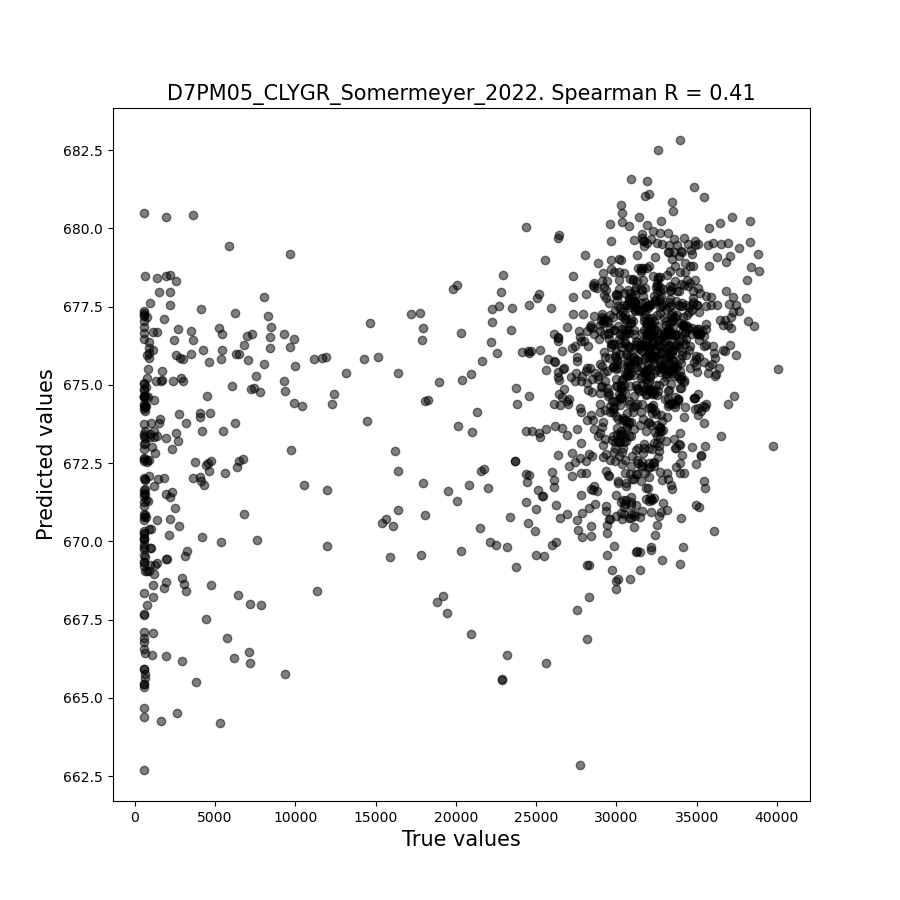 D7PM05_CLYGR_Somermeyer_2022. Spearman R = 0.41
682.5
680.0
677.5
675.0
672.5
670.0
667.5
665.0
662.5
Predicted values
0 5000 10000 15000 20000 25000 30000 35000 40000
True values